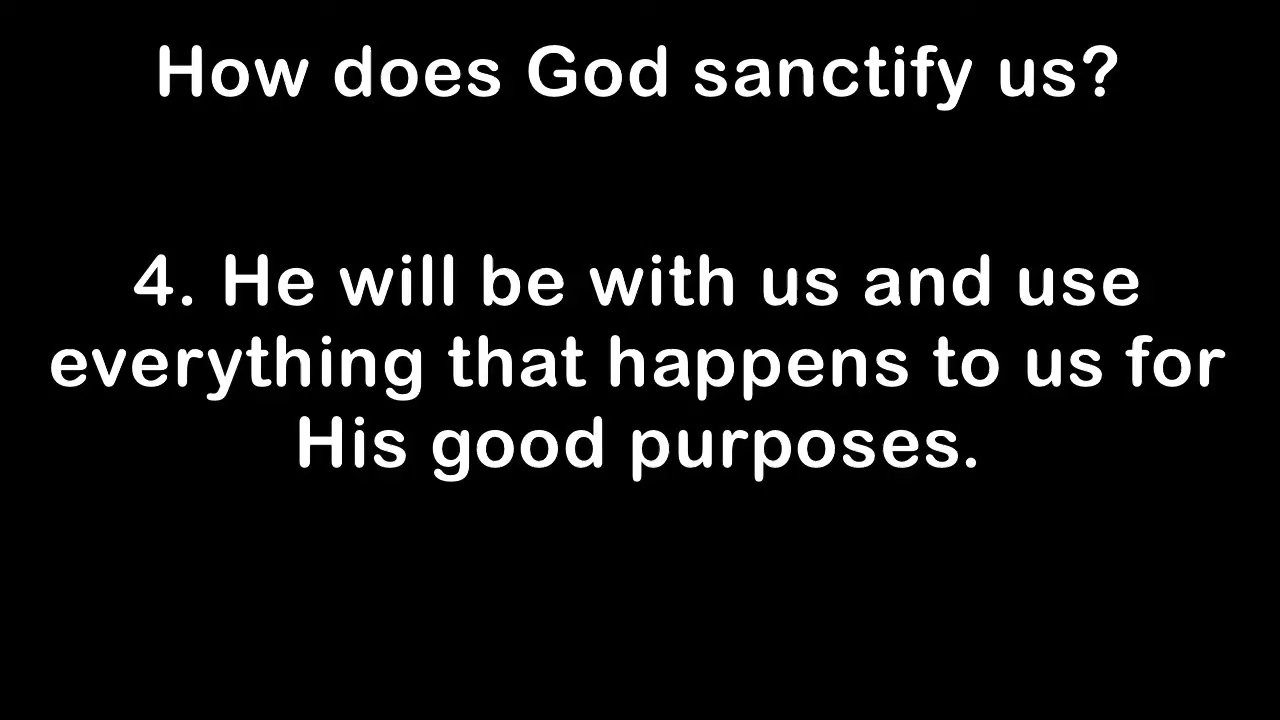 How does God sanctify us?
4. He will be with us and use
everything that happens to us for
His good purposes.